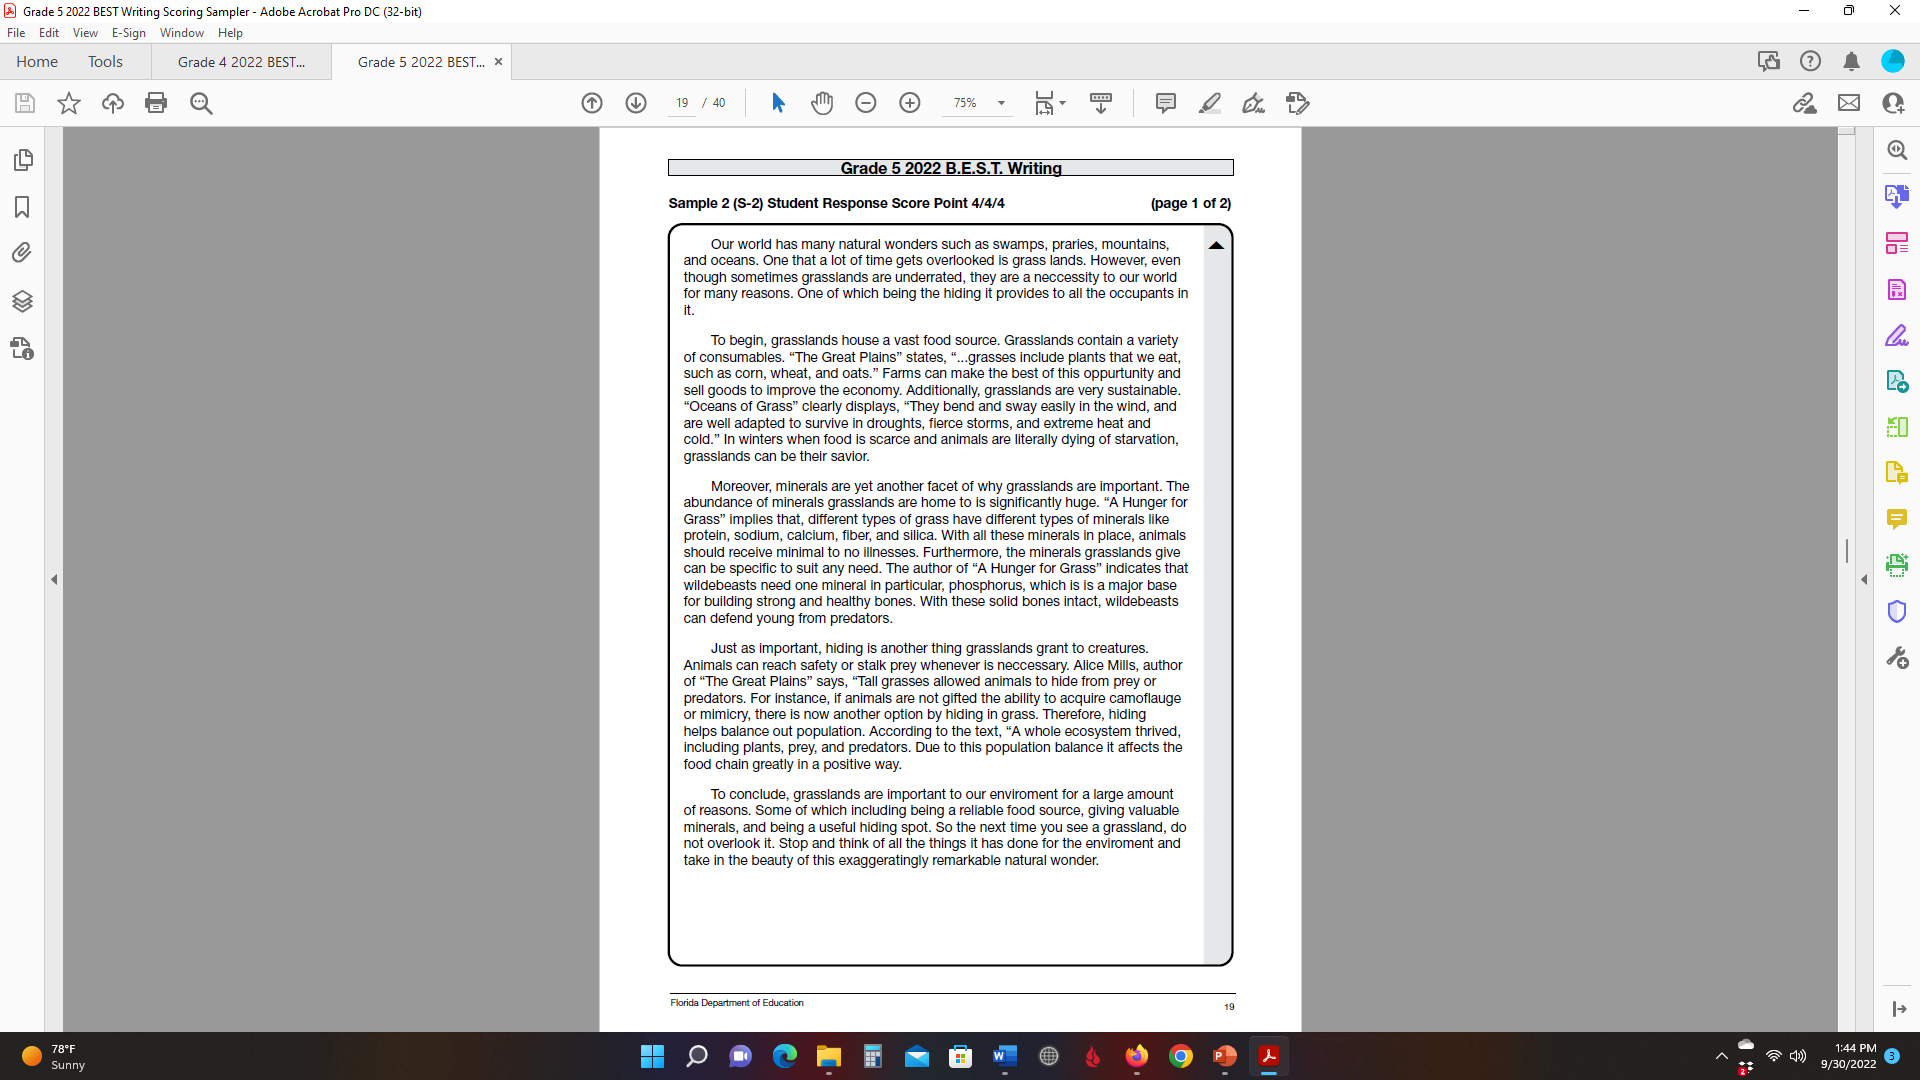 Grade 5 2022 BEST Writing Scoring Sampler - Adobe Acrobat Pro DC (32-bit)
File Edit View E-Sign Window Help
Home Tools Grade 4 2022 BEST... Grade 5 2022 BEST... ×
19 / 40 75%
Grade 5 2022 B.E.S.T. Writing
Sample 2 (S-2) Student Response Score Point 4/4/4 (page 1 of 2)
Our world has many natural wonders such as swamps, praries, mountains,
and oceans. One that a lot of time gets overlooked is grass lands. However, even
though sometimes grasslands are underrated, they are a neccessity to our world
for many reasons. One of which being the hiding it provides to all the occupants in
it.
To begin, grasslands house a vast food source. Grasslands contain a variety
of consumables. “The Great Plains” states, “...grasses include plants that we eat,
such as corn, wheat, and oats.” Farms can make the best of this oppurtunity and
sell goods to improve the economy. Additionally, grasslands are very sustainable.
“Oceans of Grass” clearly displays, “They bend and sway easily in the wind, and
are well adapted to survive in droughts, fierce storms, and extreme heat and
cold.” In winters when food is scarce and animals are literally dying of starvation,
grasslands can be their savior.
Moreover, minerals are yet another facet of why grasslands are important. The
abundance of minerals grasslands are home to is significantly huge. “A Hunger for
Grass” implies that, different types of grass have different types of minerals like
protein, sodium, calcium, fiber, and silica. With all these minerals in place, animals
should receive minimal to no illnesses. Furthermore, the minerals grasslands give
can be specific to suit any need. The author of “A Hunger for Grass” indicates that
wildebeasts need one mineral in particular, phosphorus, which is is a major base
for building strong and healthy bones. With these solid bones intact, wildebeasts
can defend young from predators.
Just as important, hiding is another thing grasslands grant to creatures.
Animals can reach safety or stalk prey whenever is neccessary. Alice Mills, author
of “The Great Plains” says, “Tall grasses allowed animals to hide from prey or
predators. For instance, if animals are not gifted the ability to acquire camoflauge
or mimicry, there is now another option by hiding in grass. Therefore, hiding
helps balance out population. According to the text, “A whole ecosystem thrived,
including plants, prey, and predators. Due to this population balance it affects the
food chain greatly in a positive way.
To conclude, grasslands are important to our enviroment for a large amount
of reasons. Some of which including being a reliable food source, giving valuable
minerals, and being a useful hiding spot. So the next time you see a grassland, do
not overlook it. Stop and think of all the things it has done for the enviroment and
take in the beauty of this exaggeratingly remarkable natural wonder.
Florida Department of Education 19
78°F
Sunny
1:44 PM
9/30/2022
3
2